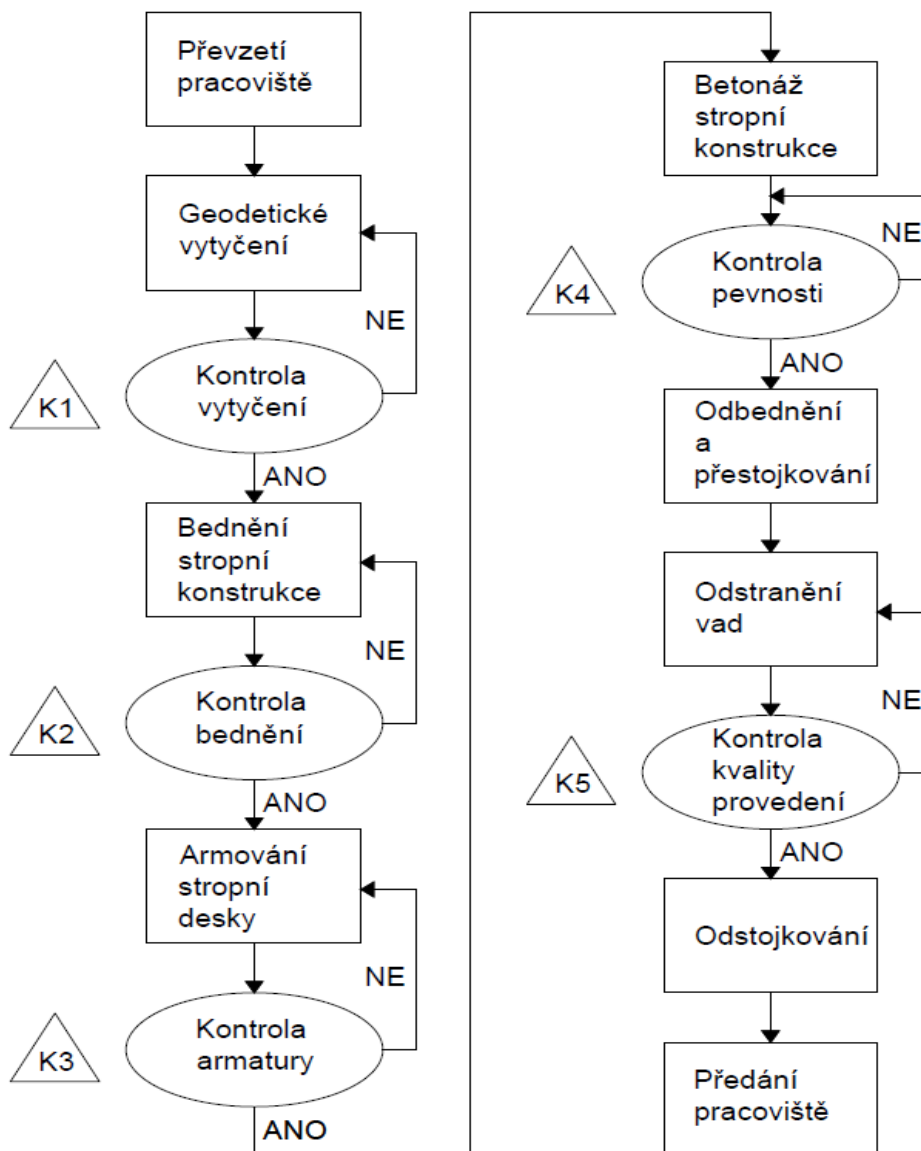 Převzetí
pracoviště
Geodetické
vytyčení
NE
K1
Kontrola
vytyčení
ANO
Bednění
stropní
konstrukce
NE
K2
Kontrola
bednění
ANO
Armování
stropní
desky
NE
K3
Kontrola
armatury
ANO
Betonáž
stropní
konstrukce
NE
K4
Kontrola
pevnosti
ANO
Odbednění
a
přestojkování
Odstranění
vad
NE
K5
Kontrola
kvality
provedení
ANO
Odstojkování
Předání
pracoviště